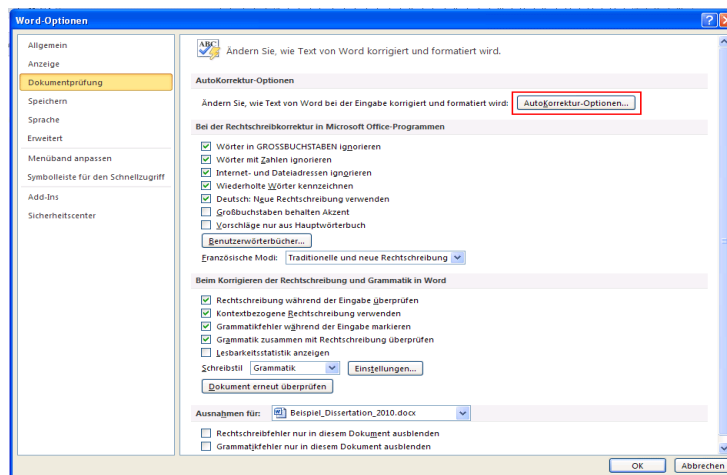 Word-Optionen
Allgemein
Anzeige
Dokumentprüfung
Speichern
Sprache
Erweitert
Menüband anpassen
Symbolleiste für den Schnellzugriff
Add-Ins
Sicherheitscenter
ABC
Ändern Sie, wie Text von Word korrigiert und formatiert wird.
AutoKorrektur-Optionen
Ändern Sie, wie Text von Word bei der Eingabe korrigiert und formatiert wird: AutoKorrektur-Optionen...
Bei der Rechtschreibkorrektur in Microsoft Office-Programmen
Wörter in GROSSBUCHSTABEN ignorieren
Wörter mit Zahlen ignorieren
Internet- und Dateiadressen ignorieren
Wiederholte Wörter kennzeichnen
Deutsch: Neue Rechtschreibung verwenden
Großbuchstaben behalten Akzent
Vorschläge nur aus Hauptwörterbuch
Benutzerwörterbücher...
Französische Modi: Traditionelle und neue Rechtschreibung
Beim Korrigieren der Rechtschreibung und Grammatik in Word
Rechtschreibung während der Eingabe überprüfen
Kontextbezogene Rechtschreibung verwenden
Grammatikfehler während der Eingabe markieren
Grammatik zusammen mit Rechtschreibung überprüfen
Lesbarkeitsstatistik anzeigen
Schreibstil Grammatik Einstellungen...
Dokument erneut überprüfen
Ausnahmen für: Beispiel_Dissertation_2010.docx
Rechtschreibfehler nur in diesem Dokument ausblenden
Grammatikfehler nur in diesem Dokument ausblenden
OK Abbrechen